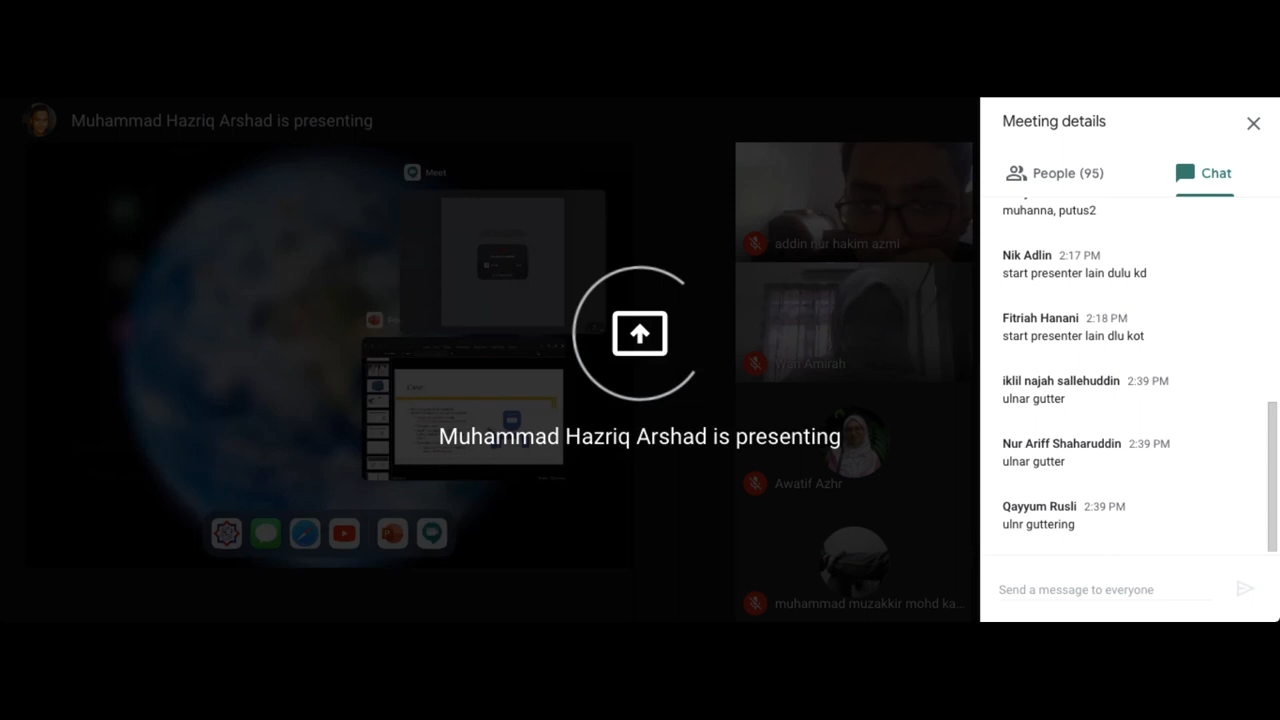 Muhammad Hazriq Arshad is presenting
Meet
Case
Muhammad Hazriq Arshad is presenting
addin nur hakim azmi
Wan Amirah
Awatif Azhr
muhammad muzakkir mohd ka...
Meeting details
People (95)
Chat
muhanna, putus2
Nik Adlin 2:17 PM
start presenter lain dulu kd
Fitriah Hanani 2:18 PM
start presenter lain dlu kot
iklil najah sallehuddin 2:39 PM
ulnar gutter
Nur Ariff Shaharuddin 2:39 PM
ulnar gutter
Qayyum Rusli 2:39 PM
ulnr guttering
Send a message to everyone